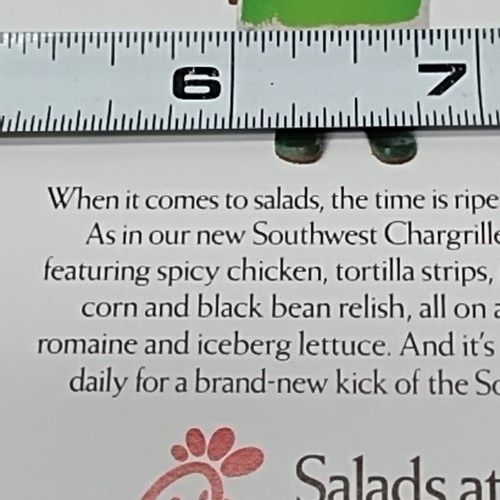 6 7
When it comes to salads, the time is ripe
As in our new Southwest Chargrille
featuring spicy chicken, tortilla strips,
corn and black bean relish, all on a
romaine and iceberg lettuce. And it's
daily for a brand-new kick of the So
Salads at